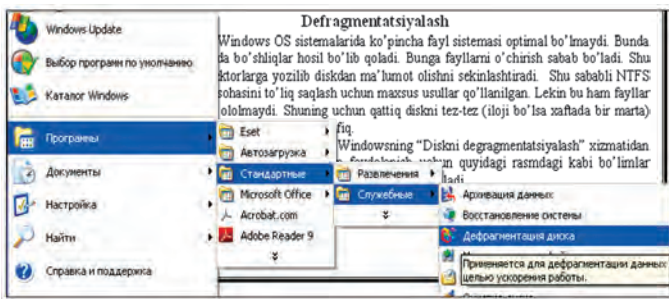 Defragmentatsiyalash
Windows OS sistemalarida ko'pincha fayl sistemasi optimal bo'lmaydi. Bunda
da bo'shliqlar hosil bo'lib qoladi. Bunga fayllarni o'chirish sabab bo'ladi. Shu
ktorlarga yozilib diskdan ma'lumot olishni sekinlashtiradi. Shu sababli NTFS
sohasini to'liq saqlash uchun maxsus usullar qo'llanilgan. Lekin bu ham fayllar
ololmaydi. Shuning uchun qattiq diskni tez-tez (iloji bo'lsa xaftada bir marta)
fiq.
Windowsning "Diskni degragmentatsiyalash" xizmatidan
quyidagi rasmdagi kabi bo'limlar
ladi.
Windows Update
Выбор программ по умолчанию
Каталог Windows
Программы
Документы
Настройка
Найти
Справка и поддержка
Eset
Автозагрузка
Стандартные
Microsoft Office
Acrobat.com
Adobe Reader 9
Развлечения
Служебные
Архивация данных
Восстановление системы
Дефрагментация диска
Применяется для дефрагментации данных
целью ускорения работы.